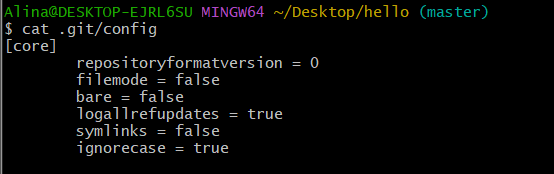 Alina@DESKTOP-EJRL6SU MINGW64 ~/Desktop/hello (master)
$ cat .git/config
[core]
        repositoryformatversion = 0
        filemode = false
        bare = false
        logallrefupdates = true
        symlinks = false
        ignorecase = true